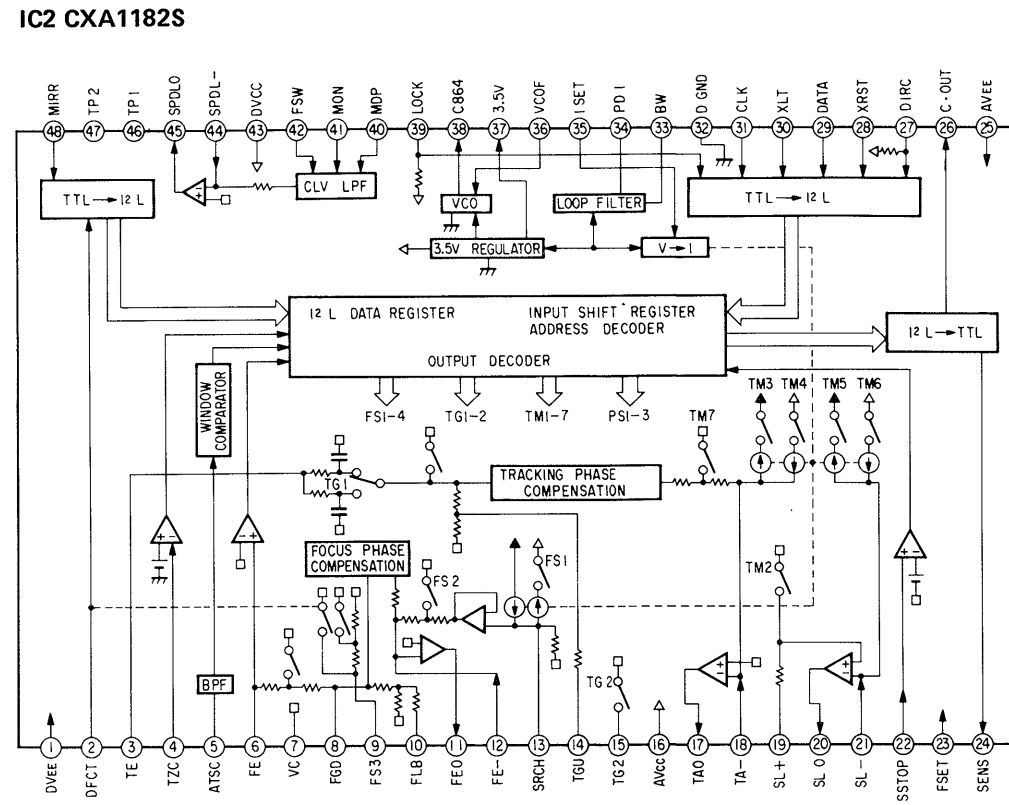 IC2 CXA1182S
MIRR
TP2
TP1
SPDLO
SPDL-
DVCC
FSW
MON
MDP
LOCK
C864
3.5V
VCOF
ISET
PDI
BW
D GND
CLK
XLT
DATA
XRST
DIRC
C·OUT
AVEE
48
47
46
45
44
43
42
41
40
39
38
37
36
35
34
33
32
31
30
29
28
27
26
25
TTL→I2L
CLV LPF
VCO
LOOP FILTER
TTL→I2L
3.5V REGULATOR
V→I
I2L DATA REGISTER
INPUT SHIFT REGISTER
ADDRESS DECODER
OUTPUT DECODER
I2L→TTL
FS1-4
TG1-2
TM1-7
PS1-3
TM3
TM4
TM5
TM6
TM7
WINDOW
COMPARATOR
TG1
TRACKING PHASE
COMPENSATION
FOCUS PHASE
COMPENSATION
FS2
FS1
TM2
BPF
TG2
1
2
3
4
5
6
7
8
9
10
11
12
13
14
15
16
17
18
19
20
21
22
23
24
DVEE
DFCT
TE
TZC
ATSC
FE
VC
FGD
FS3
FLB
FEO
FE-
SRCH
TGU
TG2
AVCC
TAO
TA-
SL+
SLO
SL-
SSTOP
FSET
SENS